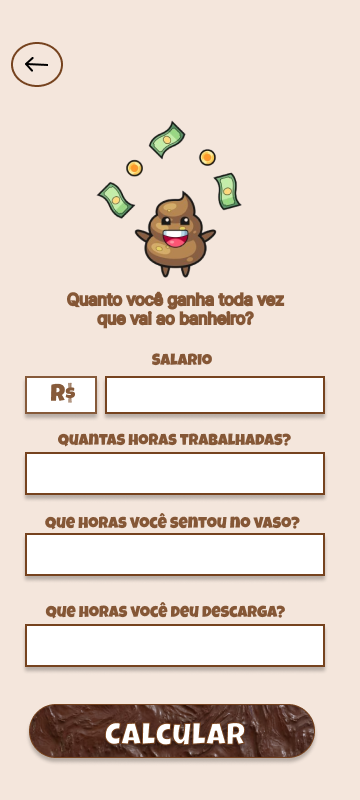 Quanto você ganha toda vez
que vai ao banheiro?
SALARIO
R$
QUANTAS HORAS TRABALHADAS?
QUE HORAS VOCÊ SENTOU NO VASO?
QUE HORAS VOCÊ DEU DESCARGA?
CALCULAR